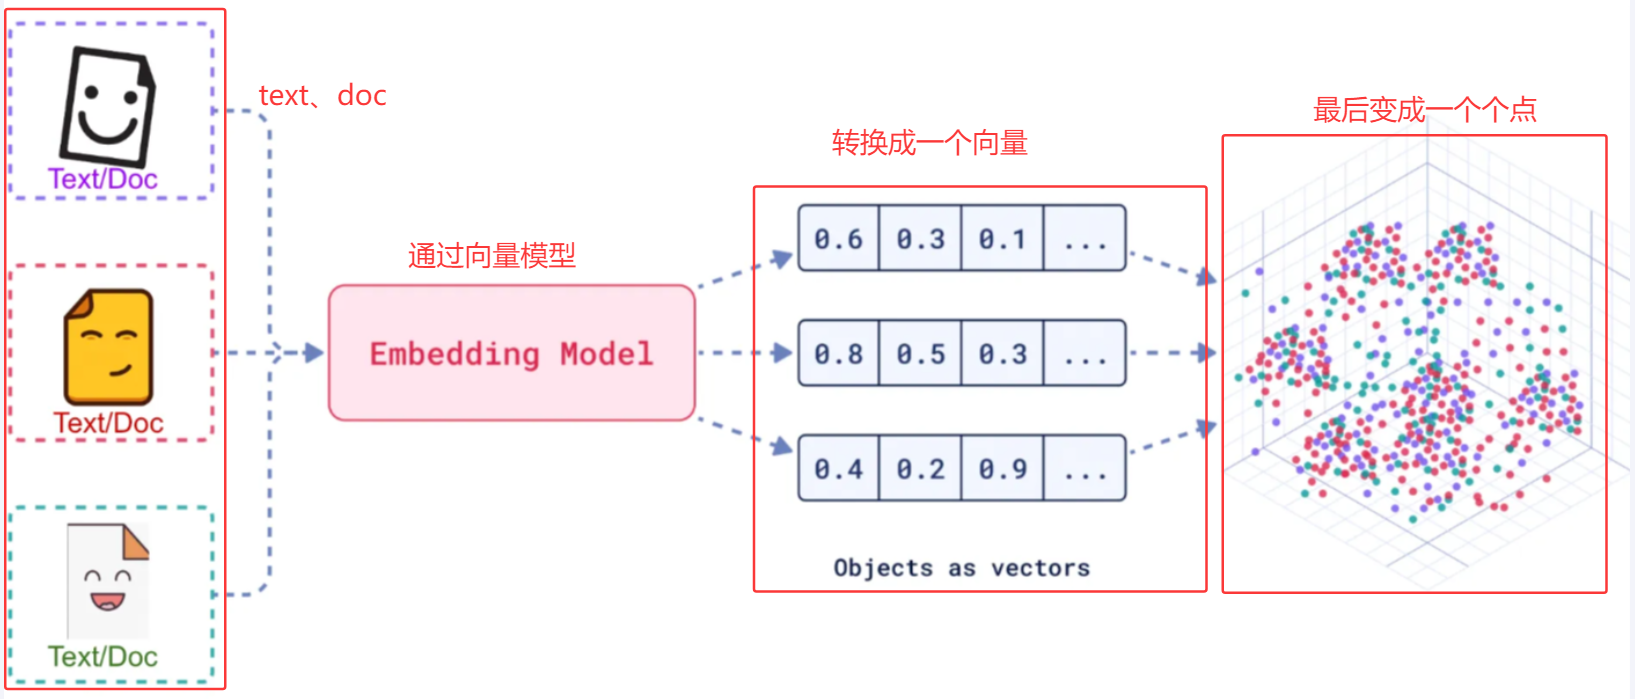 Text/Doc
Text/Doc
Text/Doc
text、doc
通过向量模型
Embedding Model
转换成一个向量
0.6 0.3 0.1 ...
0.8 0.5 0.3 ...
0.4 0.2 0.9 ...
Objects as vectors
最后变成一个个点